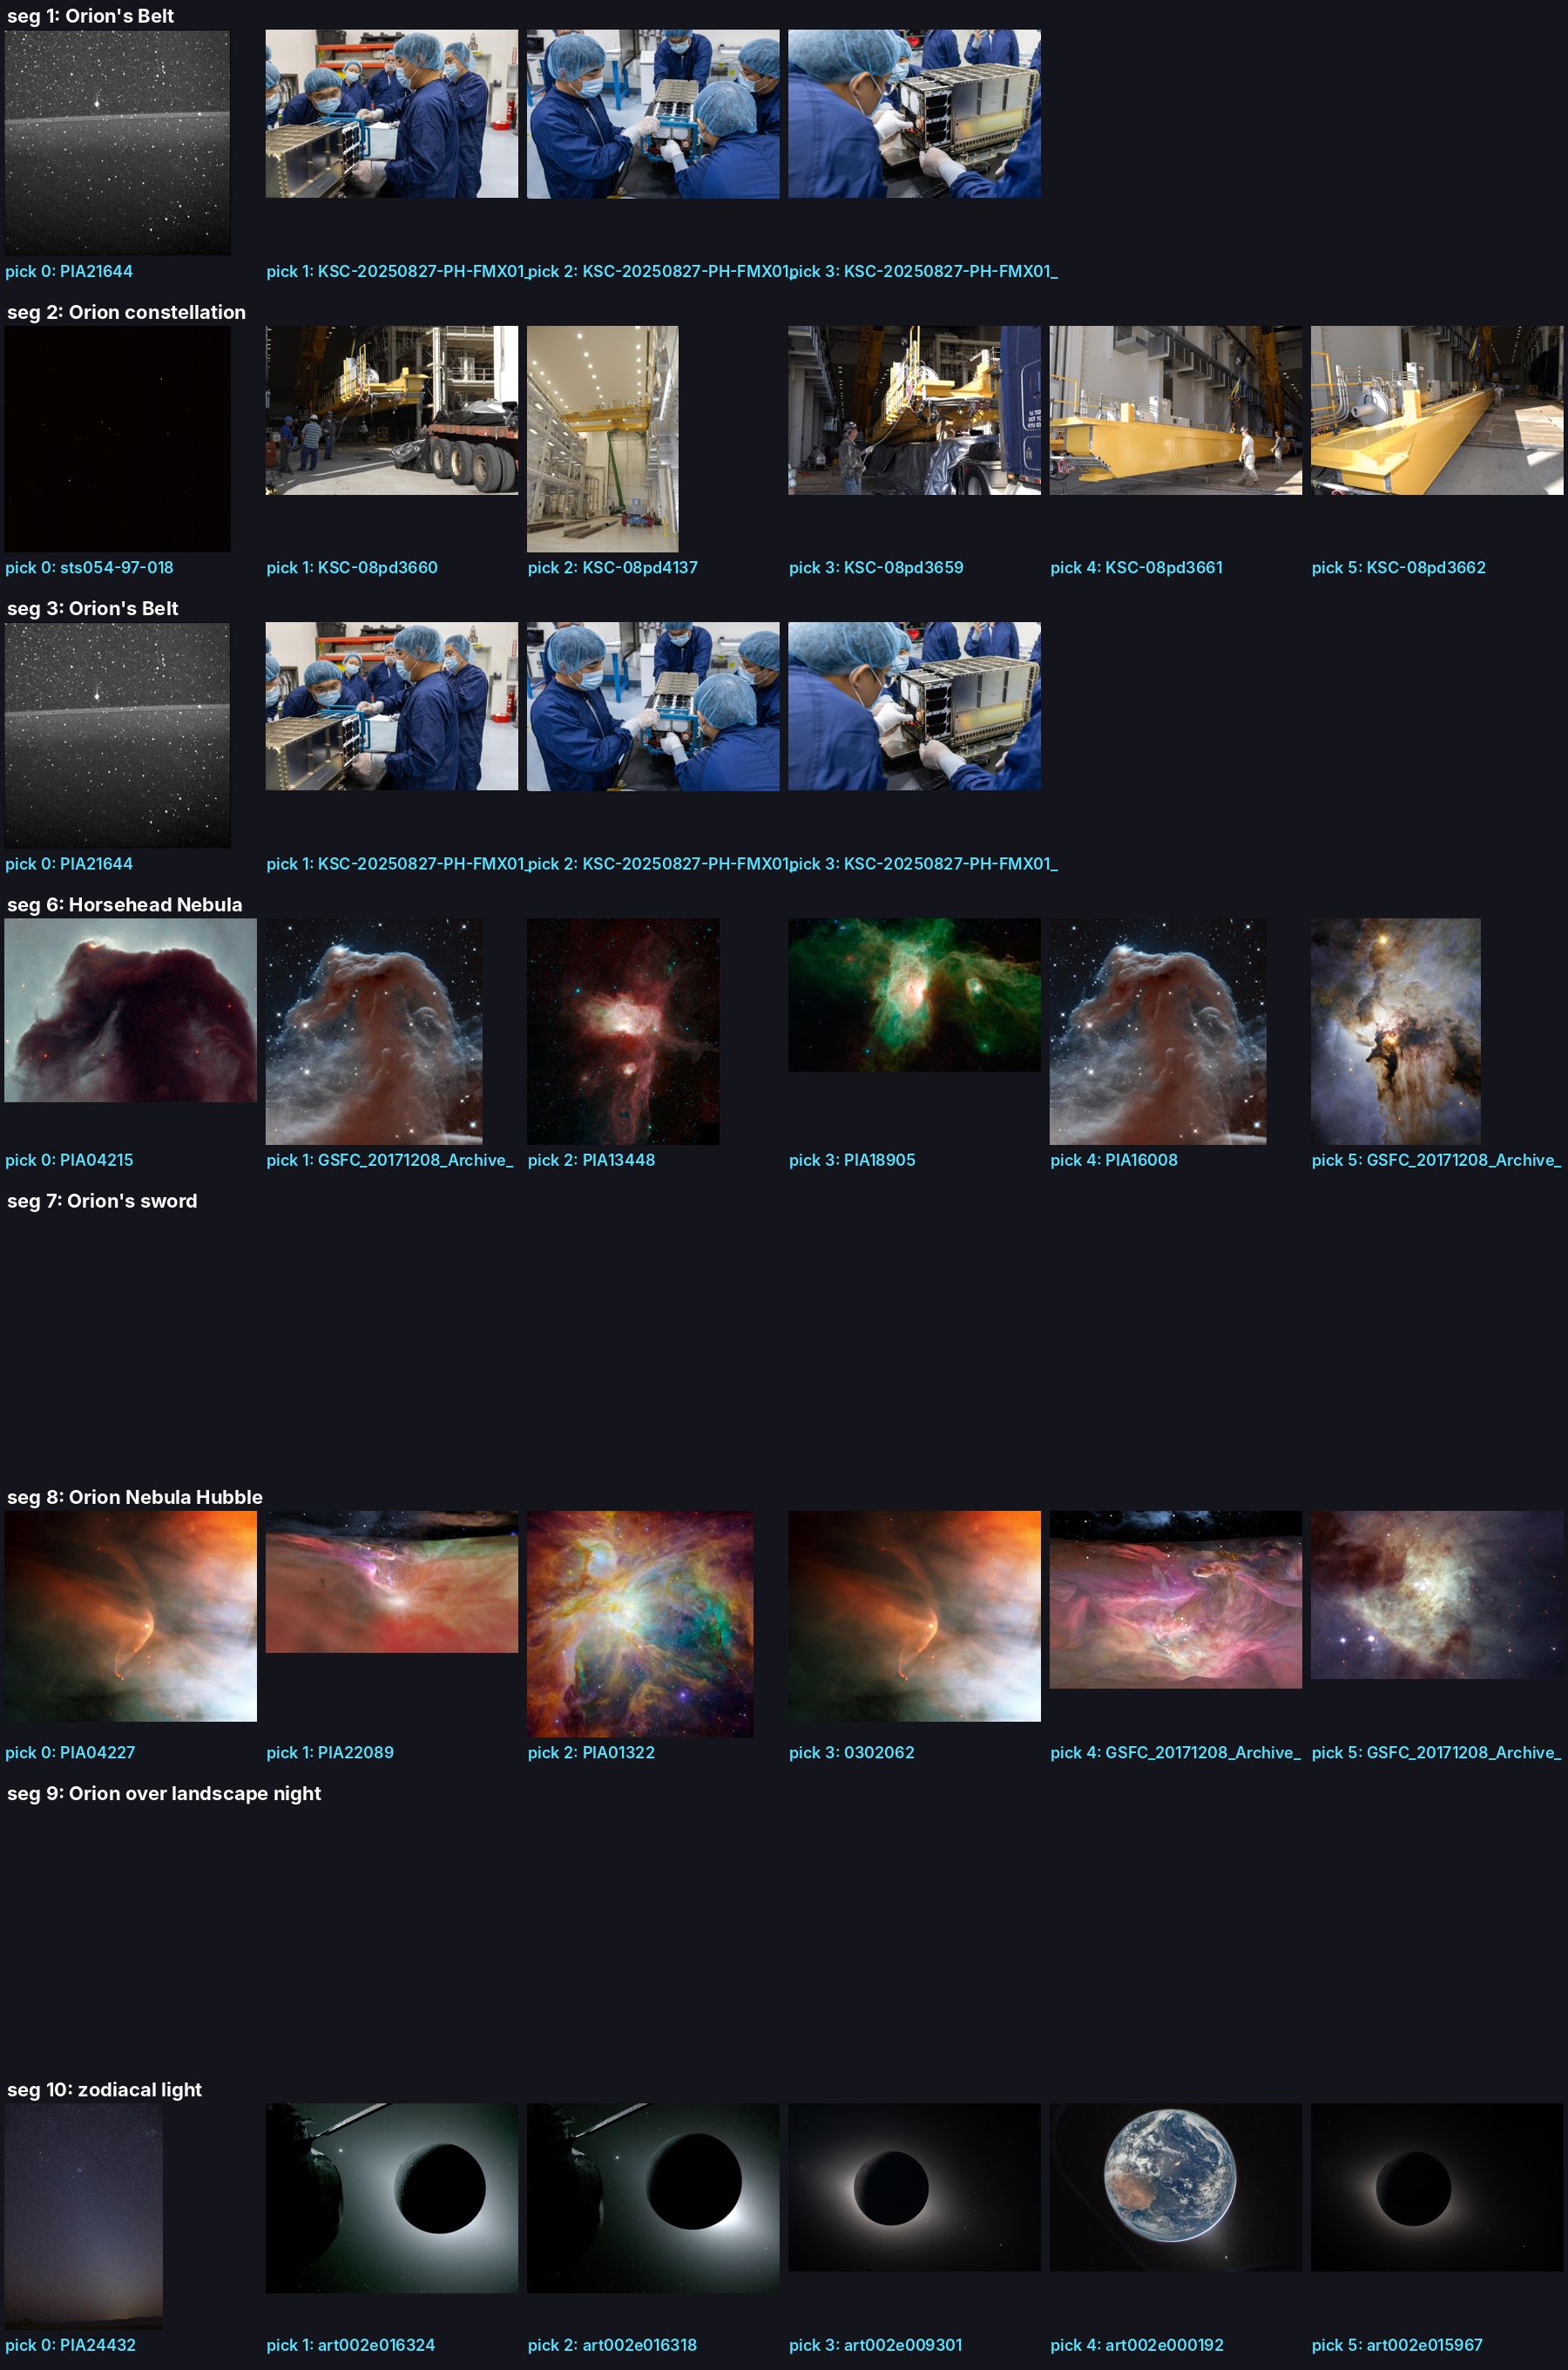 seg 1: Orion's Belt
pick 0: PIA21644
pick 1: KSC-20250827-PH-FMX01_
pick 2: KSC-20250827-PH-FMX01_
pick 3: KSC-20250827-PH-FMX01_
seg 2: Orion constellation
pick 0: sts054-97-018
pick 1: KSC-08pd3660
pick 2: KSC-08pd4137
pick 3: KSC-08pd3659
pick 4: KSC-08pd3661
pick 5: KSC-08pd3662
seg 3: Orion's Belt
pick 0: PIA21644
pick 1: KSC-20250827-PH-FMX01_
pick 2: KSC-20250827-PH-FMX01_
pick 3: KSC-20250827-PH-FMX01_
seg 6: Horsehead Nebula
pick 0: PIA04215
pick 1: GSFC_20171208_Archive_
pick 2: PIA13448
pick 3: PIA18905
pick 4: PIA16008
pick 5: GSFC_20171208_Archive_
seg 7: Orion's sword
seg 8: Orion Nebula Hubble
pick 0: PIA04227
pick 1: PIA22089
pick 2: PIA01322
pick 3: 0302062
pick 4: GSFC_20171208_Archive_
pick 5: GSFC_20171208_Archive_
seg 9: Orion over landscape night
seg 10: zodiacal light
pick 0: PIA24432
pick 1: art002e016324
pick 2: art002e016318
pick 3: art002e009301
pick 4: art002e000192
pick 5: art002e015967